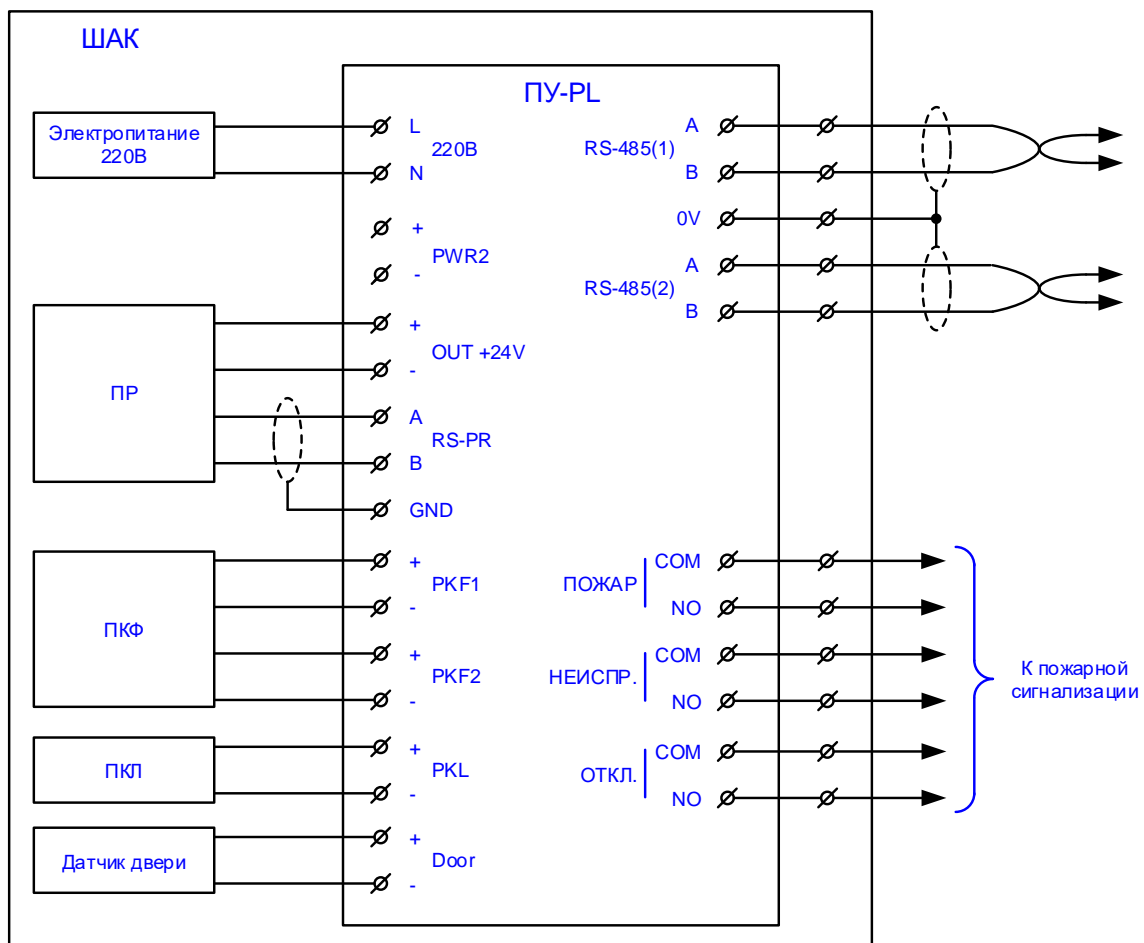 ШАК
ПУ-PL
Электропитание
220В
L
220В
N
+
PWR2
-
ПР
+
OUT +24V
-
A
RS-PR
B
GND
ПКФ
+
PKF1
-
+
PKF2
-
ПКЛ
+
PKL
-
Датчик двери
+
Door
-
A
RS-485(1)
B
0V
A
RS-485(2)
B
ПОЖАР
COM
NO
НЕИСПР.
COM
NO
ОТКЛ.
COM
NO
К пожарной
сигнализации